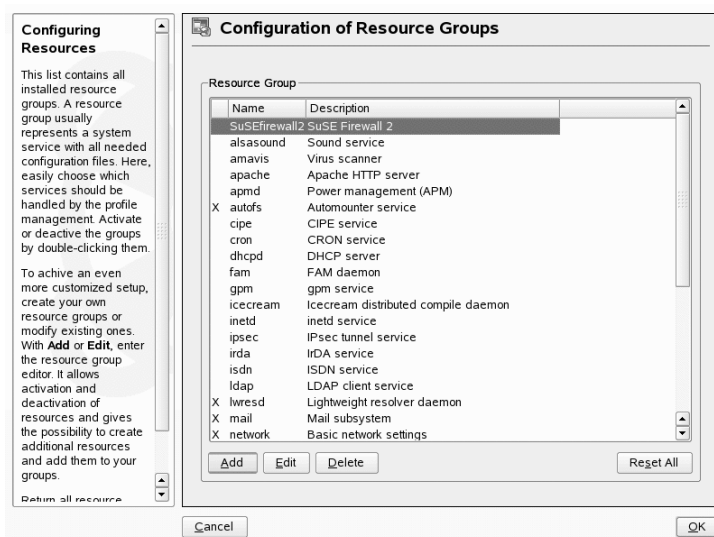 Configuring
Resources
This list contains all
installed resource
groups. A resource
group usually
represents a system
service with all needed
configuration files. Here,
easily choose which
services should be
handled by the profile
management. Activate
or deactive the groups
by double-clicking them.
To achive an even
more customized setup,
create your own
resource groups or
modify existing ones.
With Add or Edit, enter
the resource group
editor. It allows
activation and
deactivation of
resources and gives
the possibility to create
additional resources
and add them to your
groups.
Return all resource
Configuration of Resource Groups
Resource Group
Name Description
SuSEfirewall2 SuSE Firewall 2
alsasound Sound service
amavis Virus scanner
apache Apache HTTP server
apmd Power management (APM)
X autofs Automounter service
cipe CIPE service
cron CRON service
dhcpd DHCP server
fam FAM daemon
gpm gpm service
icecream Icecream distributed compile daemon
inetd inetd service
ipsec IPsec tunnel service
irda IrDA service
isdn ISDN service
ldap LDAP client service
X lwresd Lightweight resolver daemon
X mail Mail subsystem
X network Basic network settings
Add Edit Delete Reset All
Cancel OK